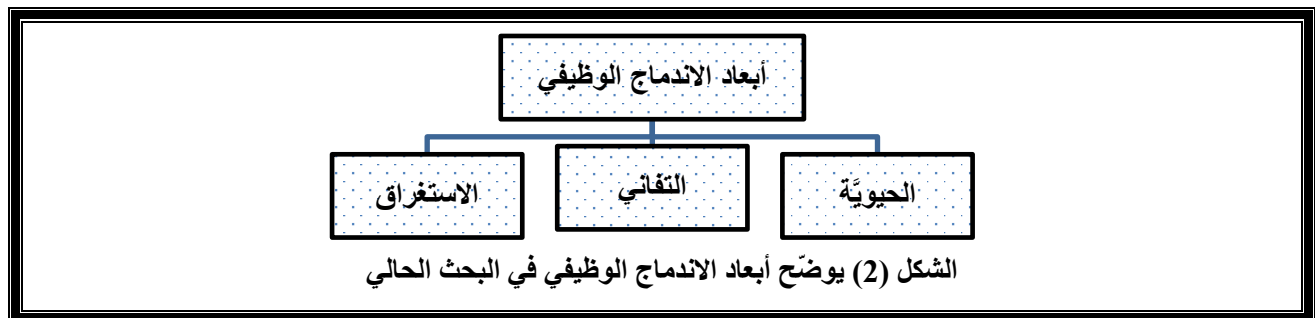 أبعاد الاندماج الوظيفي
الحيويَّة
التفاني
الاستغراق
الشكل (2) يوضّح أبعاد الاندماج الوظيفي في البحث الحالي